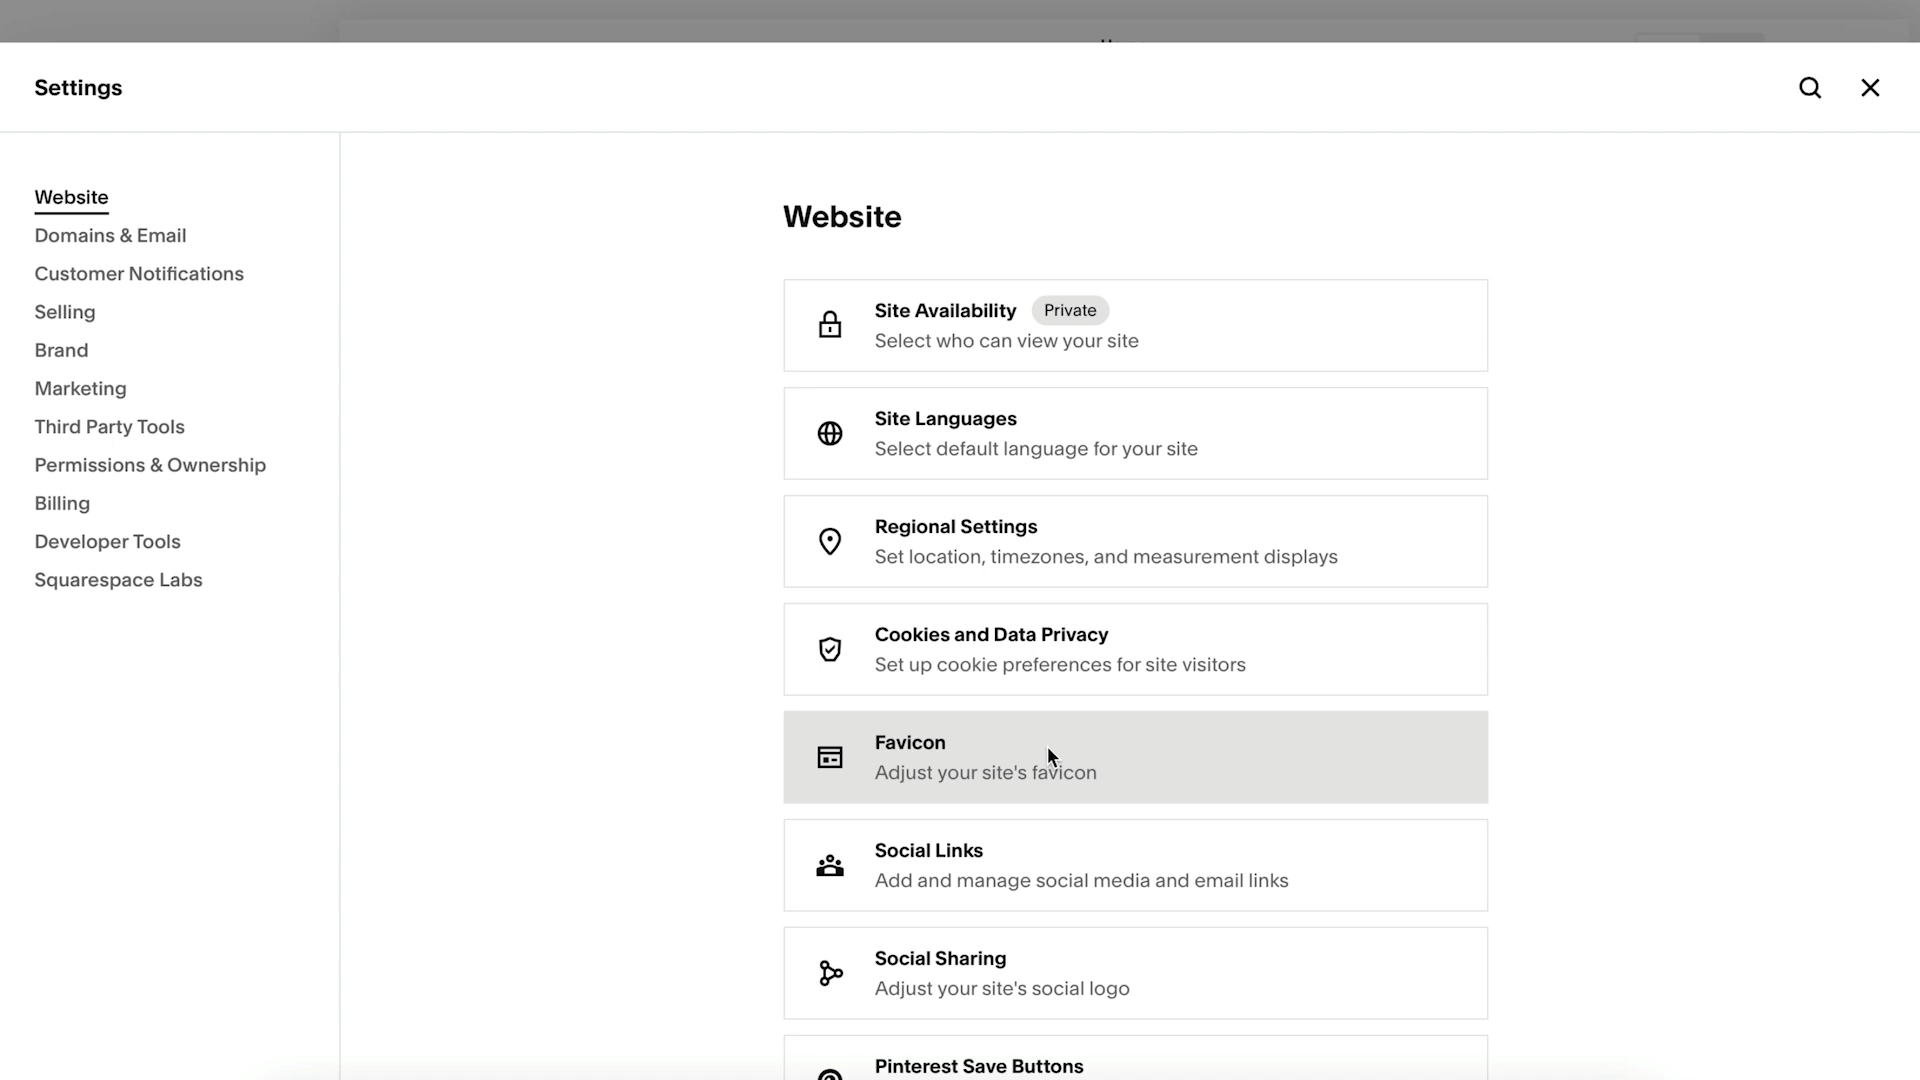 Settings
Website
Domains & Email
Customer Notifications
Selling
Brand
Marketing
Third Party Tools
Permissions & Ownership
Billing
Developer Tools
Squarespace Labs
Website
Site Availability Private
Select who can view your site
Site Languages
Select default language for your site
Regional Settings
Set location, timezones, and measurement displays
Cookies and Data Privacy
Set up cookie preferences for site visitors
Favicon
Adjust your site's favicon
Social Links
Add and manage social media and email links
Social Sharing
Adjust your site's social logo
Pinterest Save Buttons